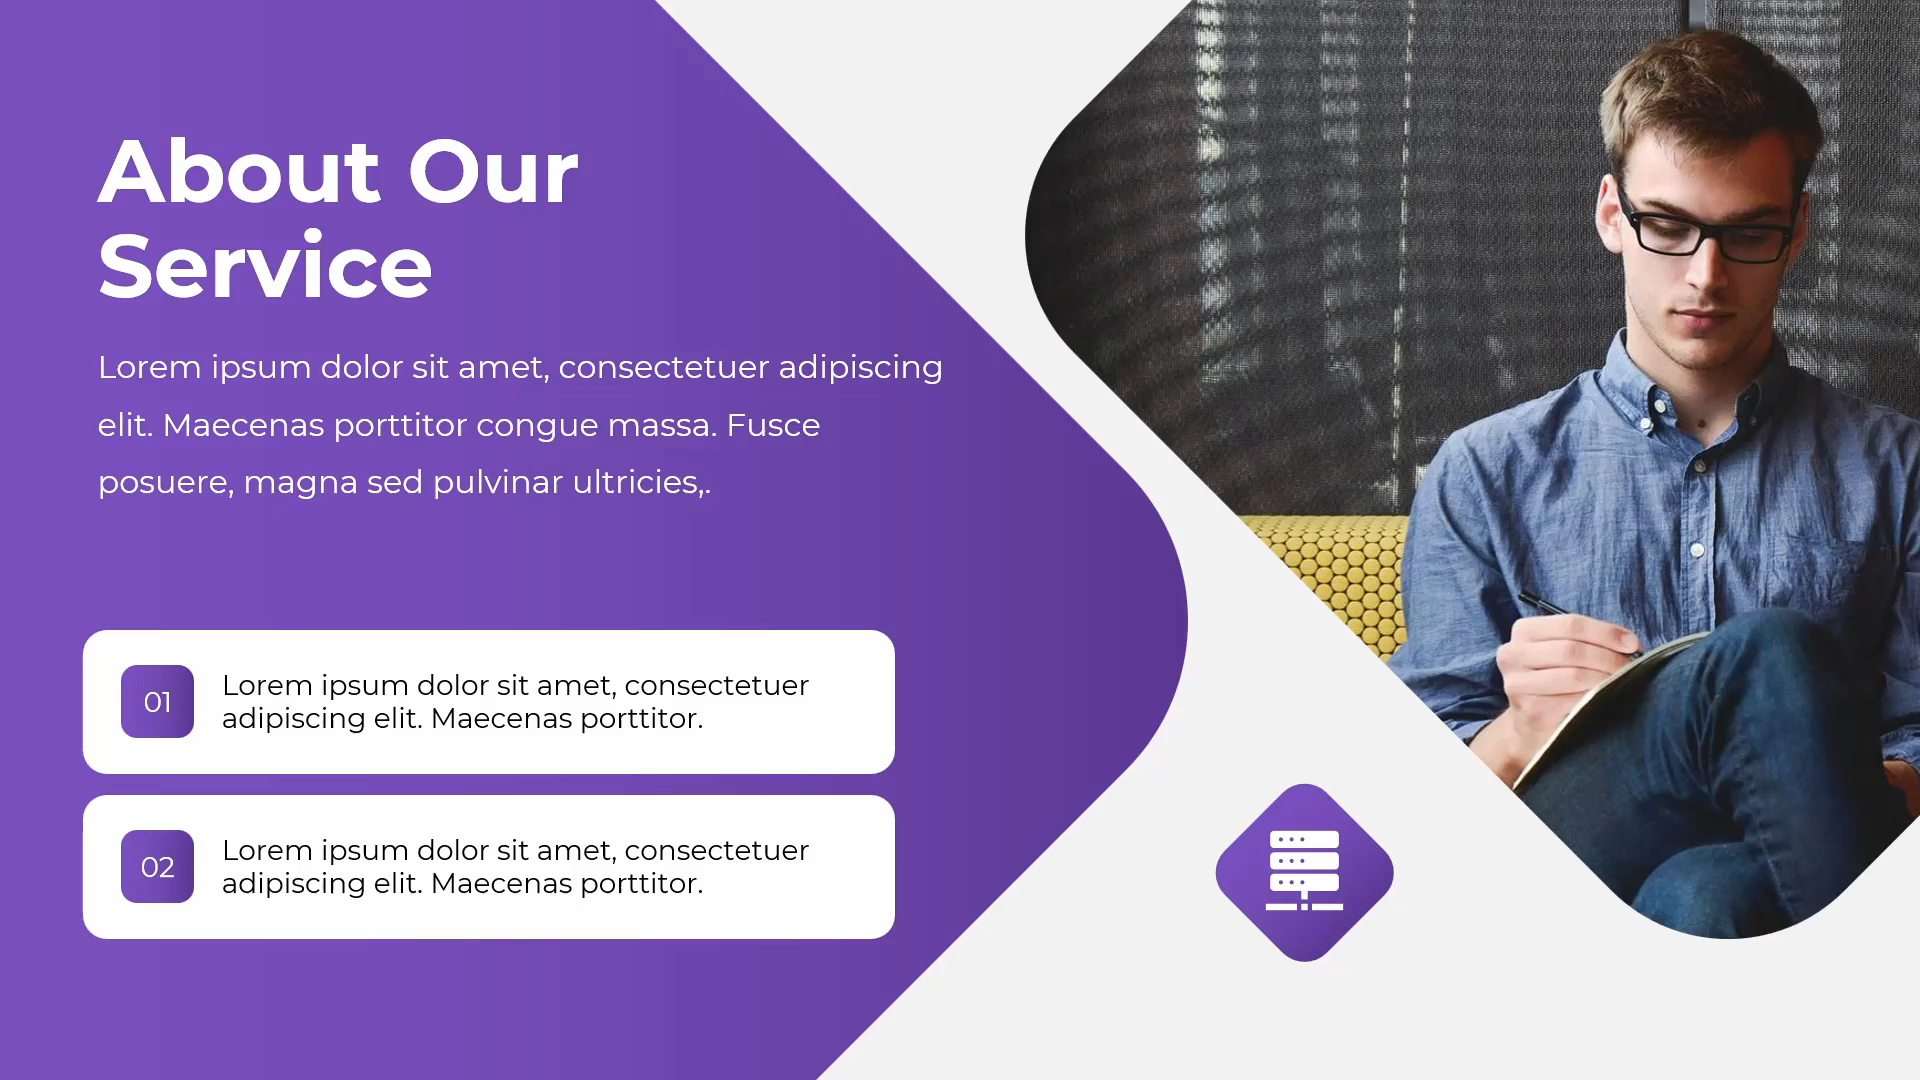 About Our
Service
Lorem ipsum dolor sit amet, consectetuer adipiscing
elit. Maecenas porttitor congue massa. Fusce
posuere, magna sed pulvinar ultricies,.
01
Lorem ipsum dolor sit amet, consectetuer
adipiscing elit. Maecenas porttitor.
02
Lorem ipsum dolor sit amet, consectetuer
adipiscing elit. Maecenas porttitor.